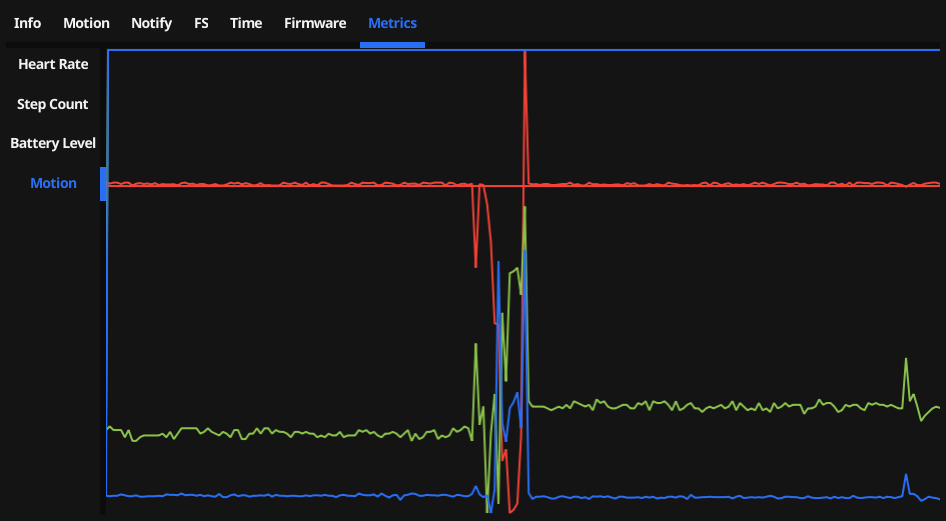 Info Motion Notify FS Time Firmware Metrics
Heart Rate
Step Count
Battery Level
Motion